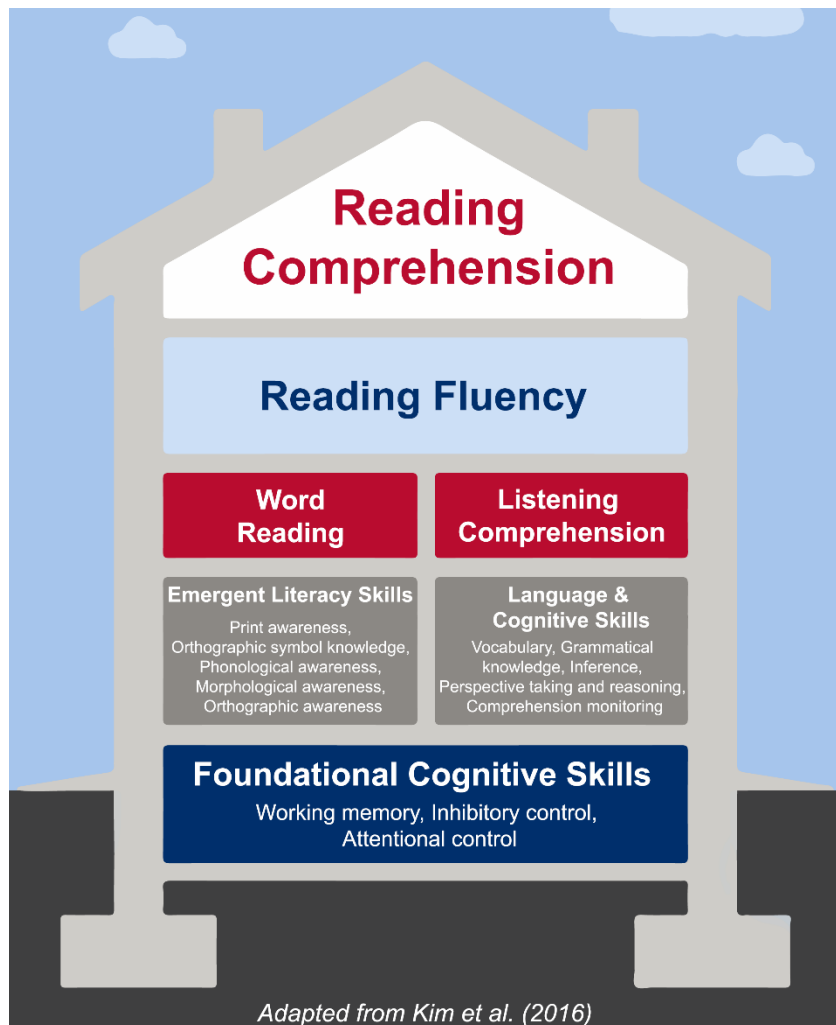 Reading
Comprehension
Reading Fluency
Word
Reading
Listening
Comprehension
Emergent Literacy Skills
Print awareness,
Orthographic symbol knowledge,
Phonological awareness,
Morphological awareness,
Orthographic awareness
Language &
Cognitive Skills
Vocabulary, Grammatical
knowledge, Inference,
Perspective taking and reasoning,
Comprehension monitoring
Foundational Cognitive Skills
Working memory, Inhibitory control,
Attentional control
Adapted from Kim et al. (2016)